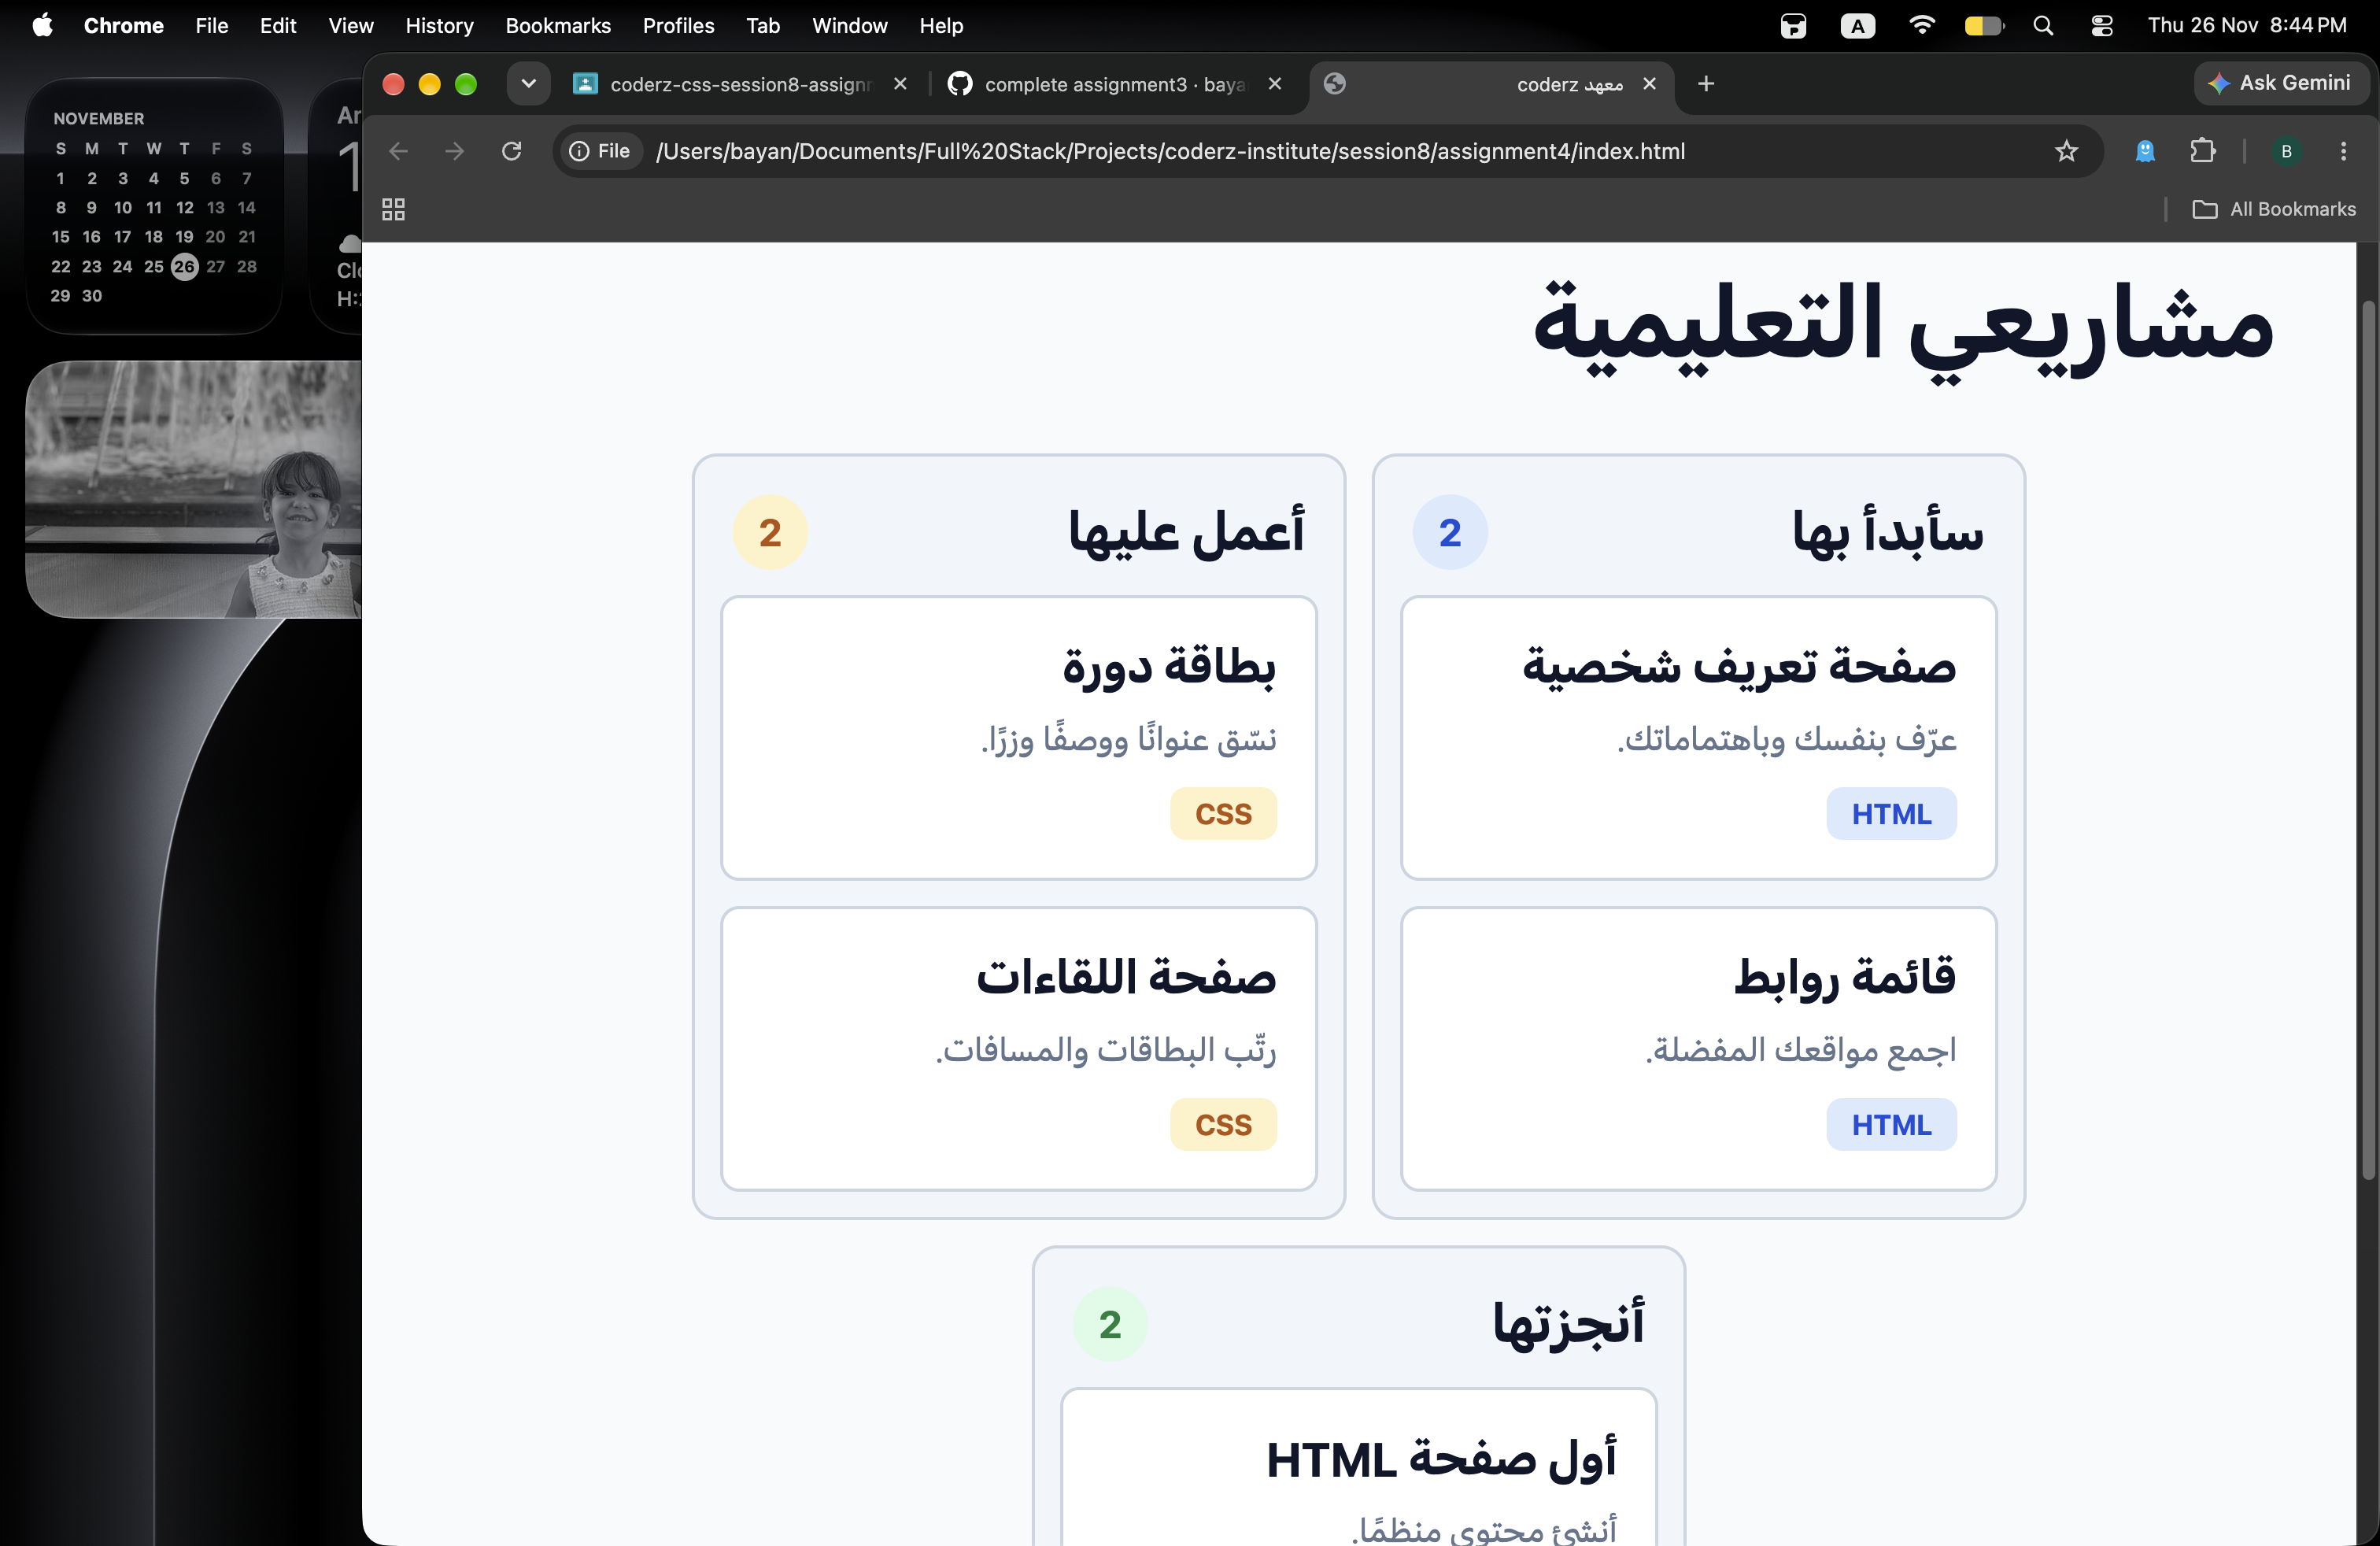 Chrome File Edit View History Bookmarks Profiles Tab Window Help
A
Thu 26 Nov 8:44 PM
coderz-css-session8-assignm
complete assignment3 · baya
معهد coderz
Ask Gemini
File
/Users/bayan/Documents/Full%20Stack/Projects/coderz-institute/session8/assignment4/index.html
B
All Bookmarks
NOVEMBER
S M T W T F S
1 2 3 4 5 6 7
8 9 10 11 12 13 14
15 16 17 18 19 20 21
22 23 24 25 26 27 28
29 30
مشاريعي التعليمية
سأبدأ بها
2
صفحة تعريف شخصية
عرّف بنفسك وباهتماماتك.
HTML
قائمة روابط
اجمع مواقعك المفضلة.
HTML
أعمل عليها
2
بطاقة دورة
نسّق عنوانًا ووصفًا وزرًا.
CSS
صفحة اللقاءات
رتّب البطاقات والمسافات.
CSS
أنجزتها
2
أول صفحة HTML
أنشئ محتوى منظمًا.